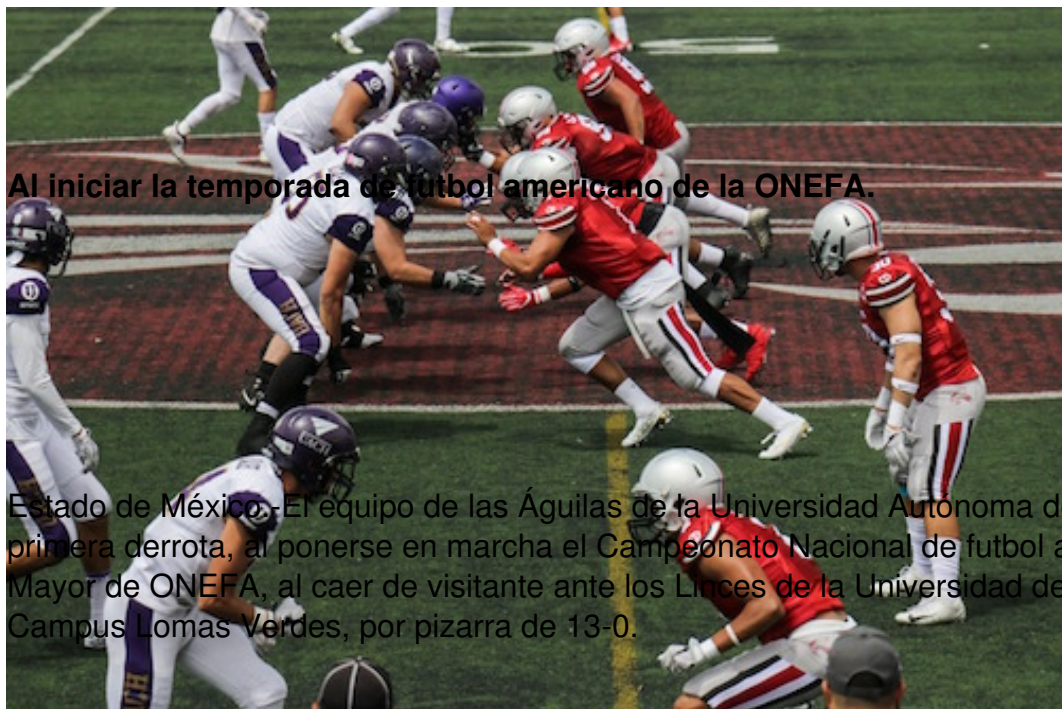 Al iniciar la temporada de futbol americano de la ONEFA.
Estado de México.-El equipo de las Águilas de la Universidad Autónoma d
primera derrota, al ponerse en marcha el Campeonato Nacional de futbol a
Mayor de ONEFA, al caer de visitante ante los Linces de la Universidad de
Campus Lomas Verdes, por pizarra de 13-0.
UACH